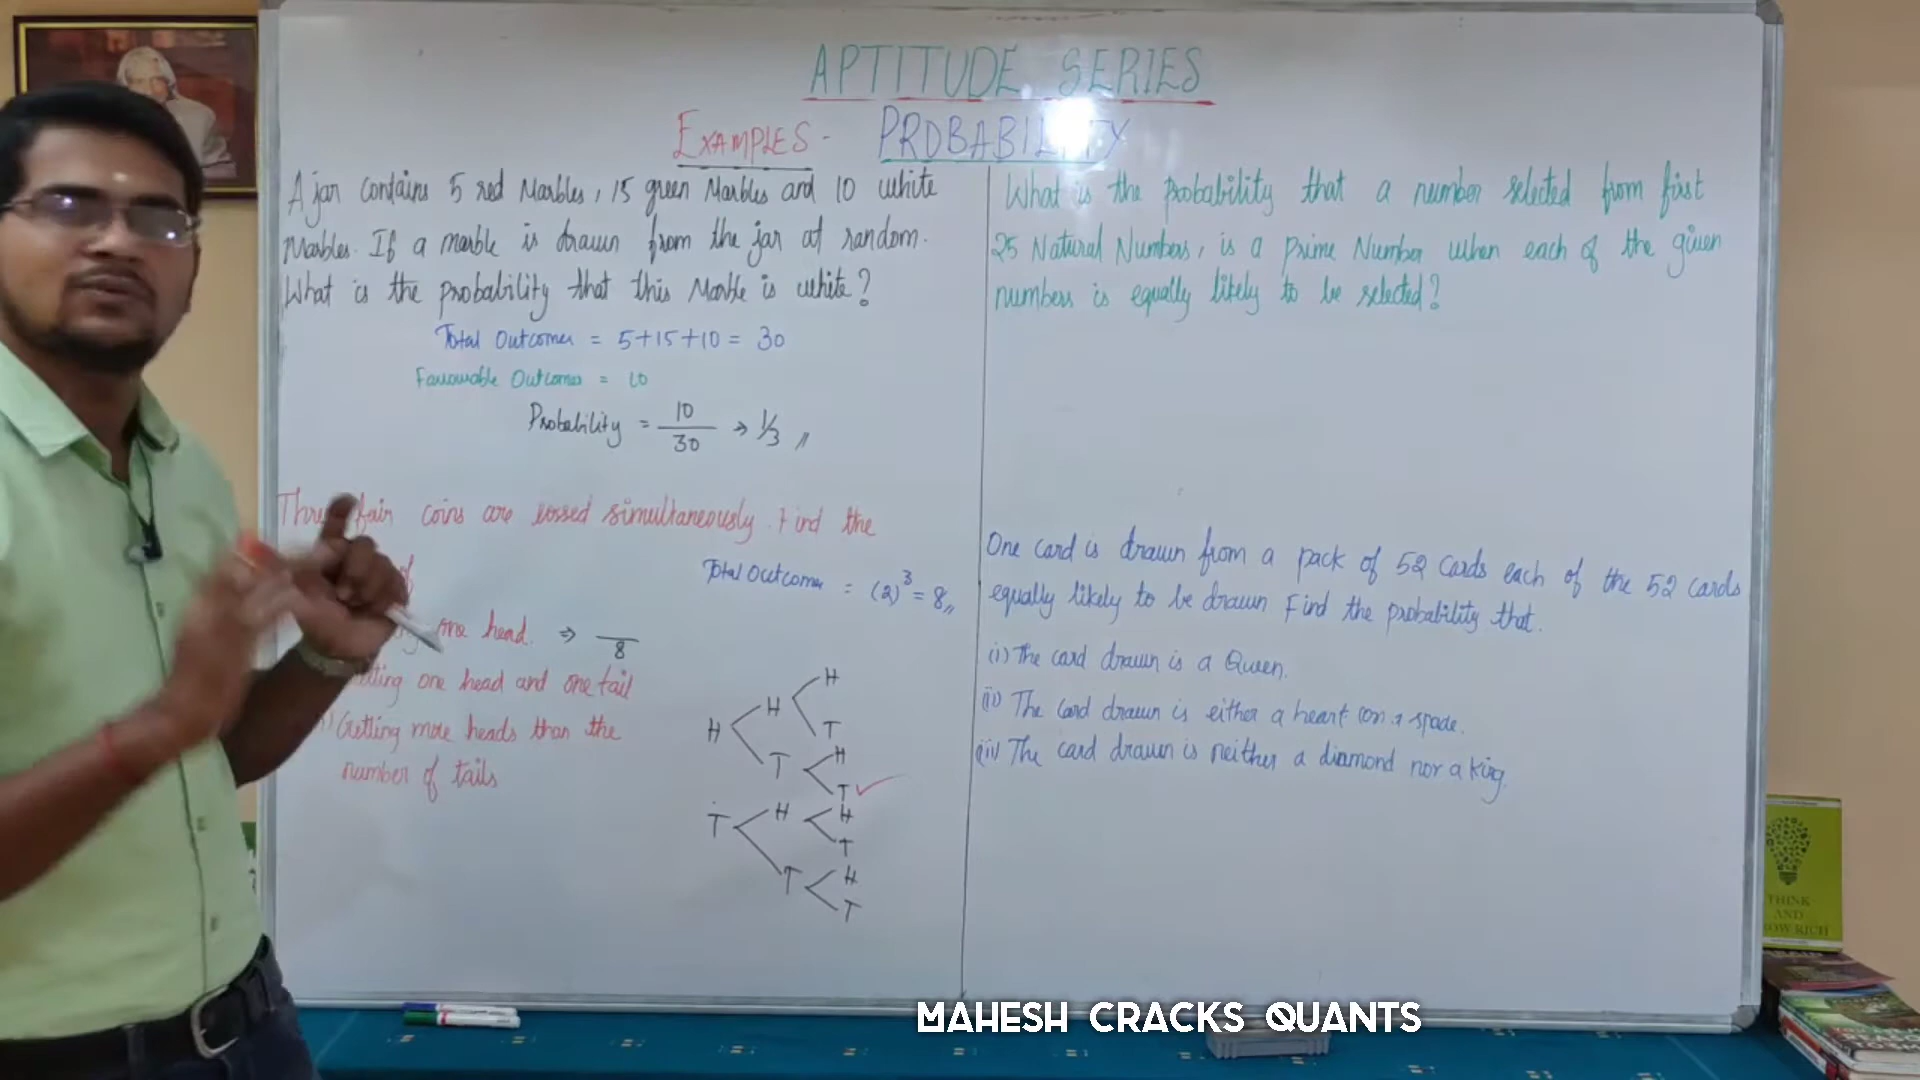 APTITUDE SERIES
EXAMPLES - PROBABILITY
A jar contains 5 red Marbles, 15 green Marbles and 10 white
Marbles. If a marble is drawn from the jar at random.
What is the probability that this Marble is white?
Total Outcomes = 5+15+10 = 30
Favourable Outcomes = 10
Probability = 10/30 → 1/3 //
Three fair coins are tossed simultaneously. Find the
of
one head. ⇒ /8
Total Outcomes = (2)^3 = 8 //
getting one head and one tail
Getting more heads than the
number of tails
H
H H
T
T H
T ✓
T H H
T
T H
T
What is the probability that a number selected from first
25 Natural Numbers, is a Prime Number when each of the given
numbers is equally likely to be selected?
One card is drawn from a pack of 52 cards each of the 52 cards
equally likely to be drawn Find the probability that.
(i) The card drawn is a Queen.
(ii) The card drawn is either a heart (or) a spade.
(iii) The card drawn is neither a diamond nor a king.
THINK
AND
MAHESH CRACKS QUANTS